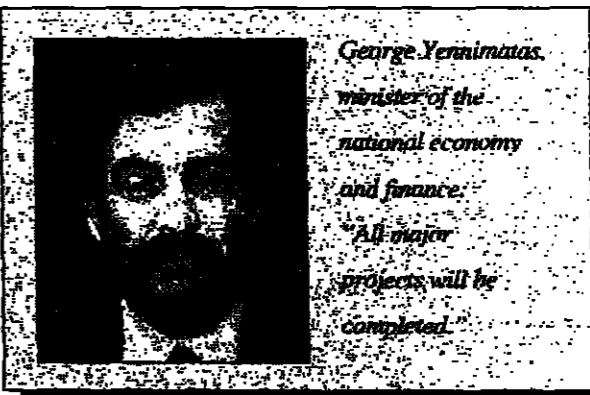 George Yennimatas,
minister of the
national economy
and finance:
"All major
projects will be
completed."